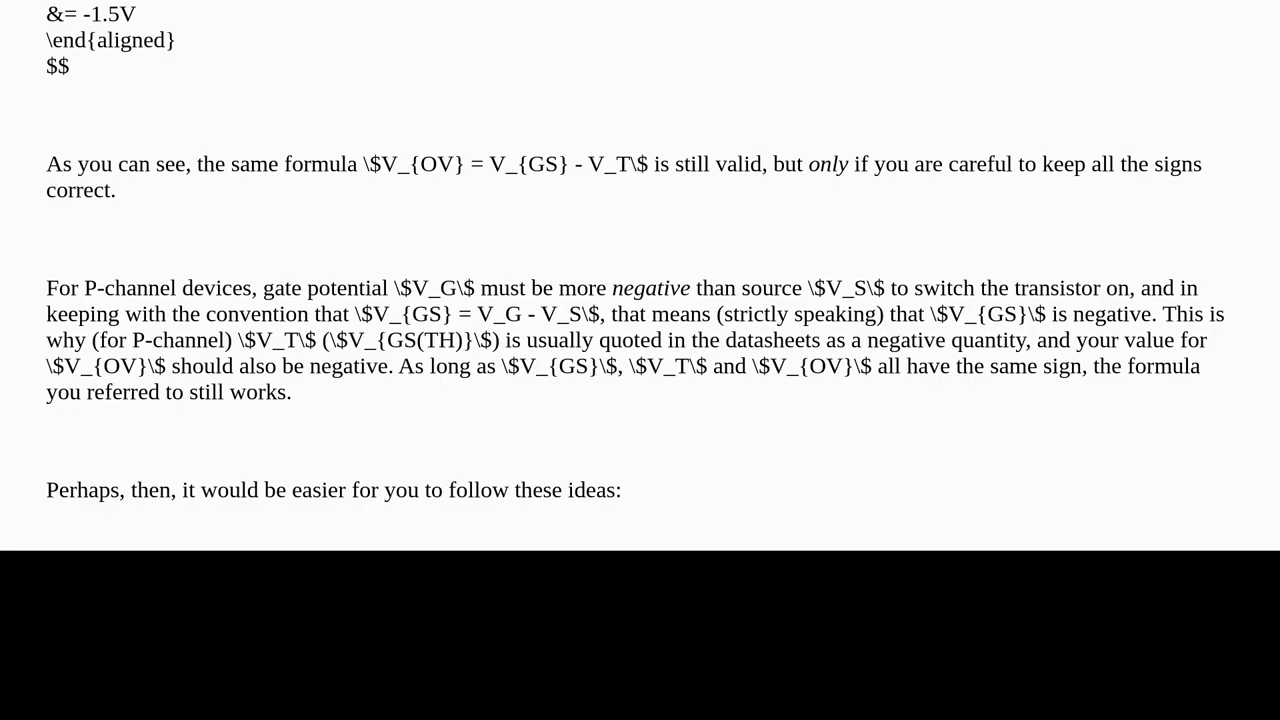 &= -1.5V
\end{aligned}
$$
As you can see, the same formula \$V_{OV} = V_{GS} - V_T\$ is still valid, but only if you are careful to keep all the signs
correct.
For P-channel devices, gate potential \$V_G\$ must be more negative than source \$V_S\$ to switch the transistor on, and in
keeping with the convention that \$V_{GS} = V_G - V_S\$, that means (strictly speaking) that \$V_{GS}\$ is negative. This is
why (for P-channel) \$V_T\$ (\$V_{GS(TH)}\$) is usually quoted in the datasheets as a negative quantity, and your value for
\$V_{OV}\$ should also be negative. As long as \$V_{GS}\$, \$V_T\$ and \$V_{OV}\$ all have the same sign, the formula
you referred to still works.
Perhaps, then, it would be easier for you to follow these ideas: